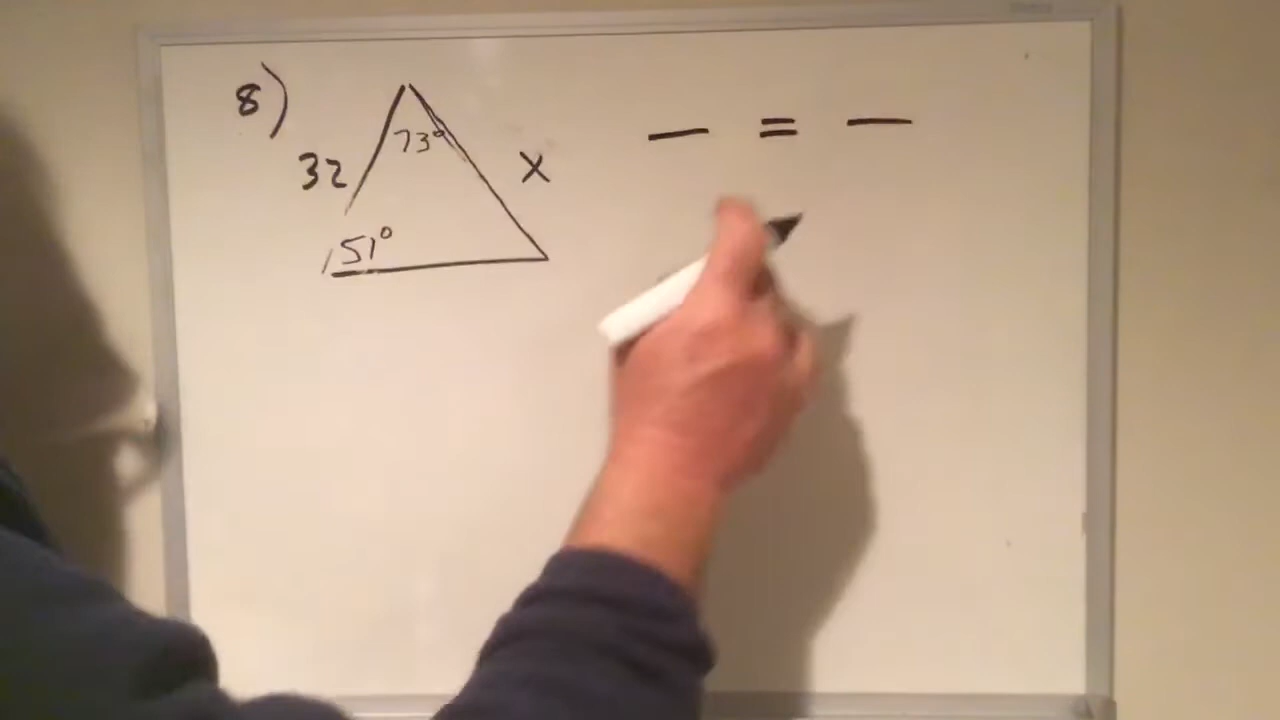 8)
73°
32
x
51°
— = —